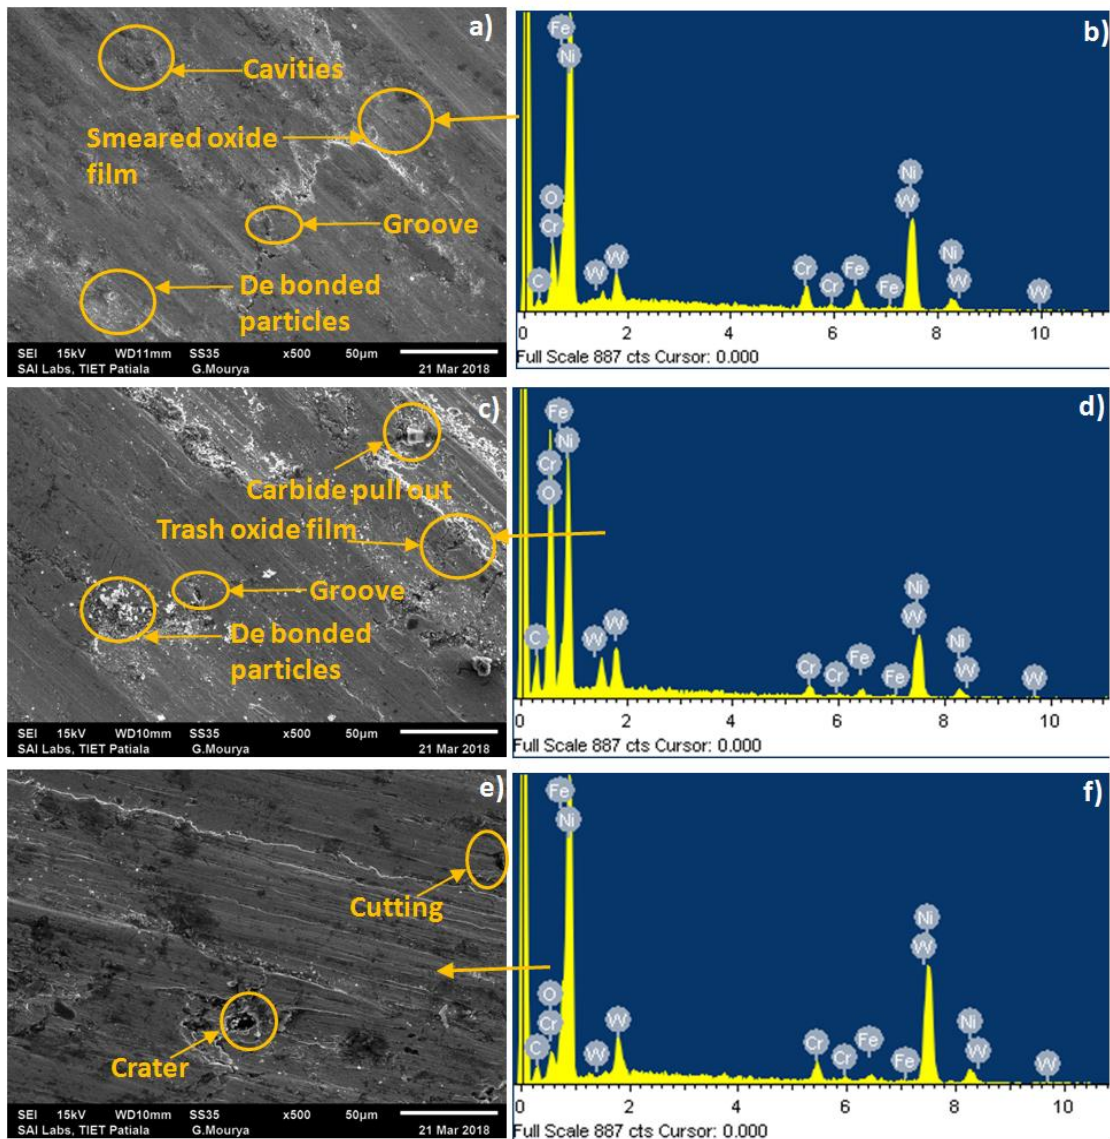 a)
Cavities
Smeared oxide
film
Groove
De bonded
particles
SEI 15kV WD11mm SS35 x500 50µm
SAI Labs, TIET Patiala G.Mourya 21 Mar 2018
b)
Fe
Ni
O
Cr
C
W
W
Cr
Cr
Fe
Fe
Ni
W
Ni
W
W
0 2 4 6 8 10
Full Scale 887 cts Cursor: 0.000
c)
Carbide pull out
Trash oxide film
Groove
De bonded
particles
SEI 15kV WD10mm SS35 x500 50µm
SAI Labs, TIET Patiala G.Mourya 21 Mar 2018
d)
Fe
Ni
Cr
O
C
W
W
Cr
Cr
Fe
Fe
Ni
W
Ni
W
W
0 2 4 6 8 10
Full Scale 887 cts Cursor: 0.000
e)
Cutting
Crater
SEI 15kV WD10mm SS35 x500 50µm
SAI Labs, TIET Patiala G.Mourya 21 Mar 2018
f)
Fe
Ni
O
Cr
C
W
W
Cr
Cr
Fe
Fe
Ni
W
Ni
W
W
0 2 4 6 8 10
Full Scale 887 cts Cursor: 0.000